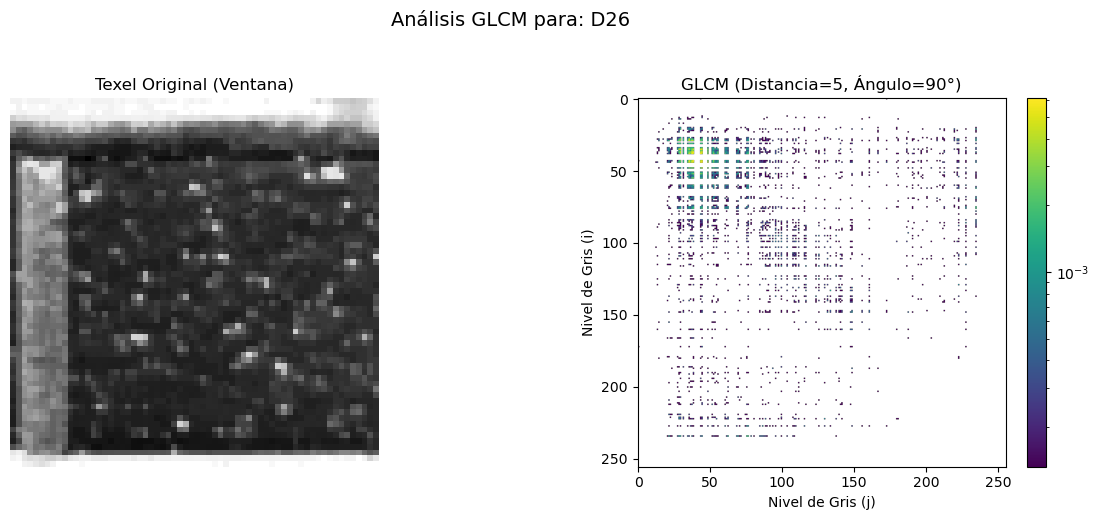 Análisis GLCM para: D26
Texel Original (Ventana)
GLCM (Distancia=5, Ángulo=90°)
0
50
100
150
200
250
Nivel de Gris (i)
0 50 100 150 200 250
Nivel de Gris (j)
10⁻³